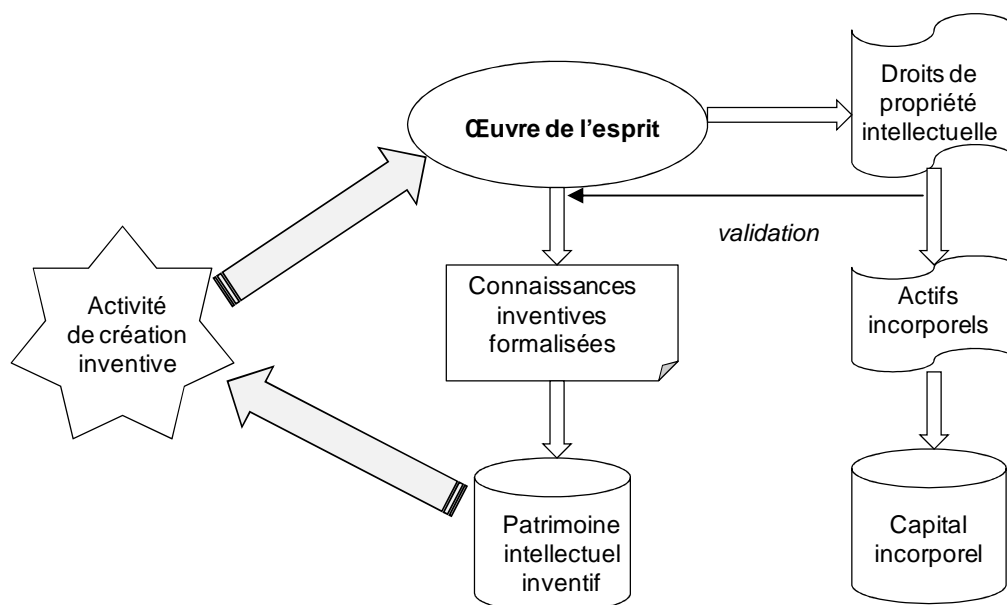 Œuvre de l'esprit
Droits de
propriété
intellectuelle
validation
Activité
de création
inventive
Connaissances
inventives
formalisées
Actifs
incorporels
Patrimoine
intellectuel
inventif
Capital
incorporel